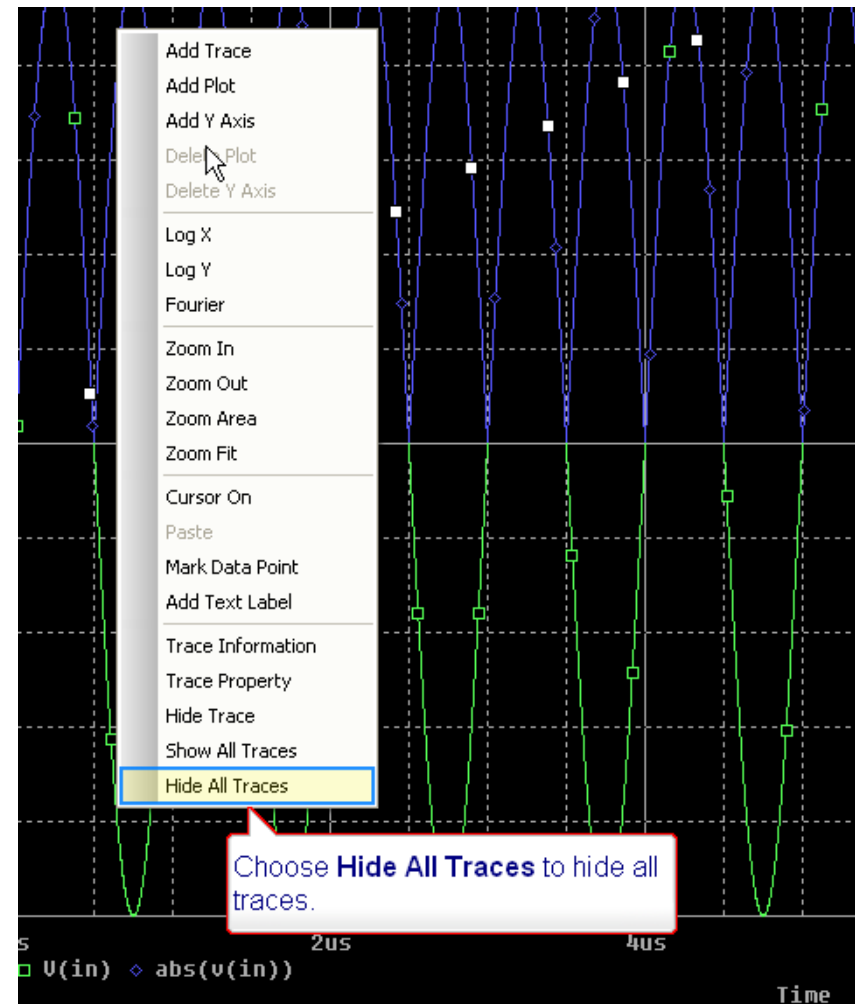 Add Trace
Add Plot
Add Y Axis
Delete Plot
Delete Y Axis
Log X
Log Y
Fourier
Zoom In
Zoom Out
Zoom Area
Zoom Fit
Cursor On
Paste
Mark Data Point
Add Text Label
Trace Information
Trace Property
Hide Trace
Show All Traces
Hide All Traces
Choose Hide All Traces to hide all
traces.
s 2us 4us
V(in) abs(v(in))
Time